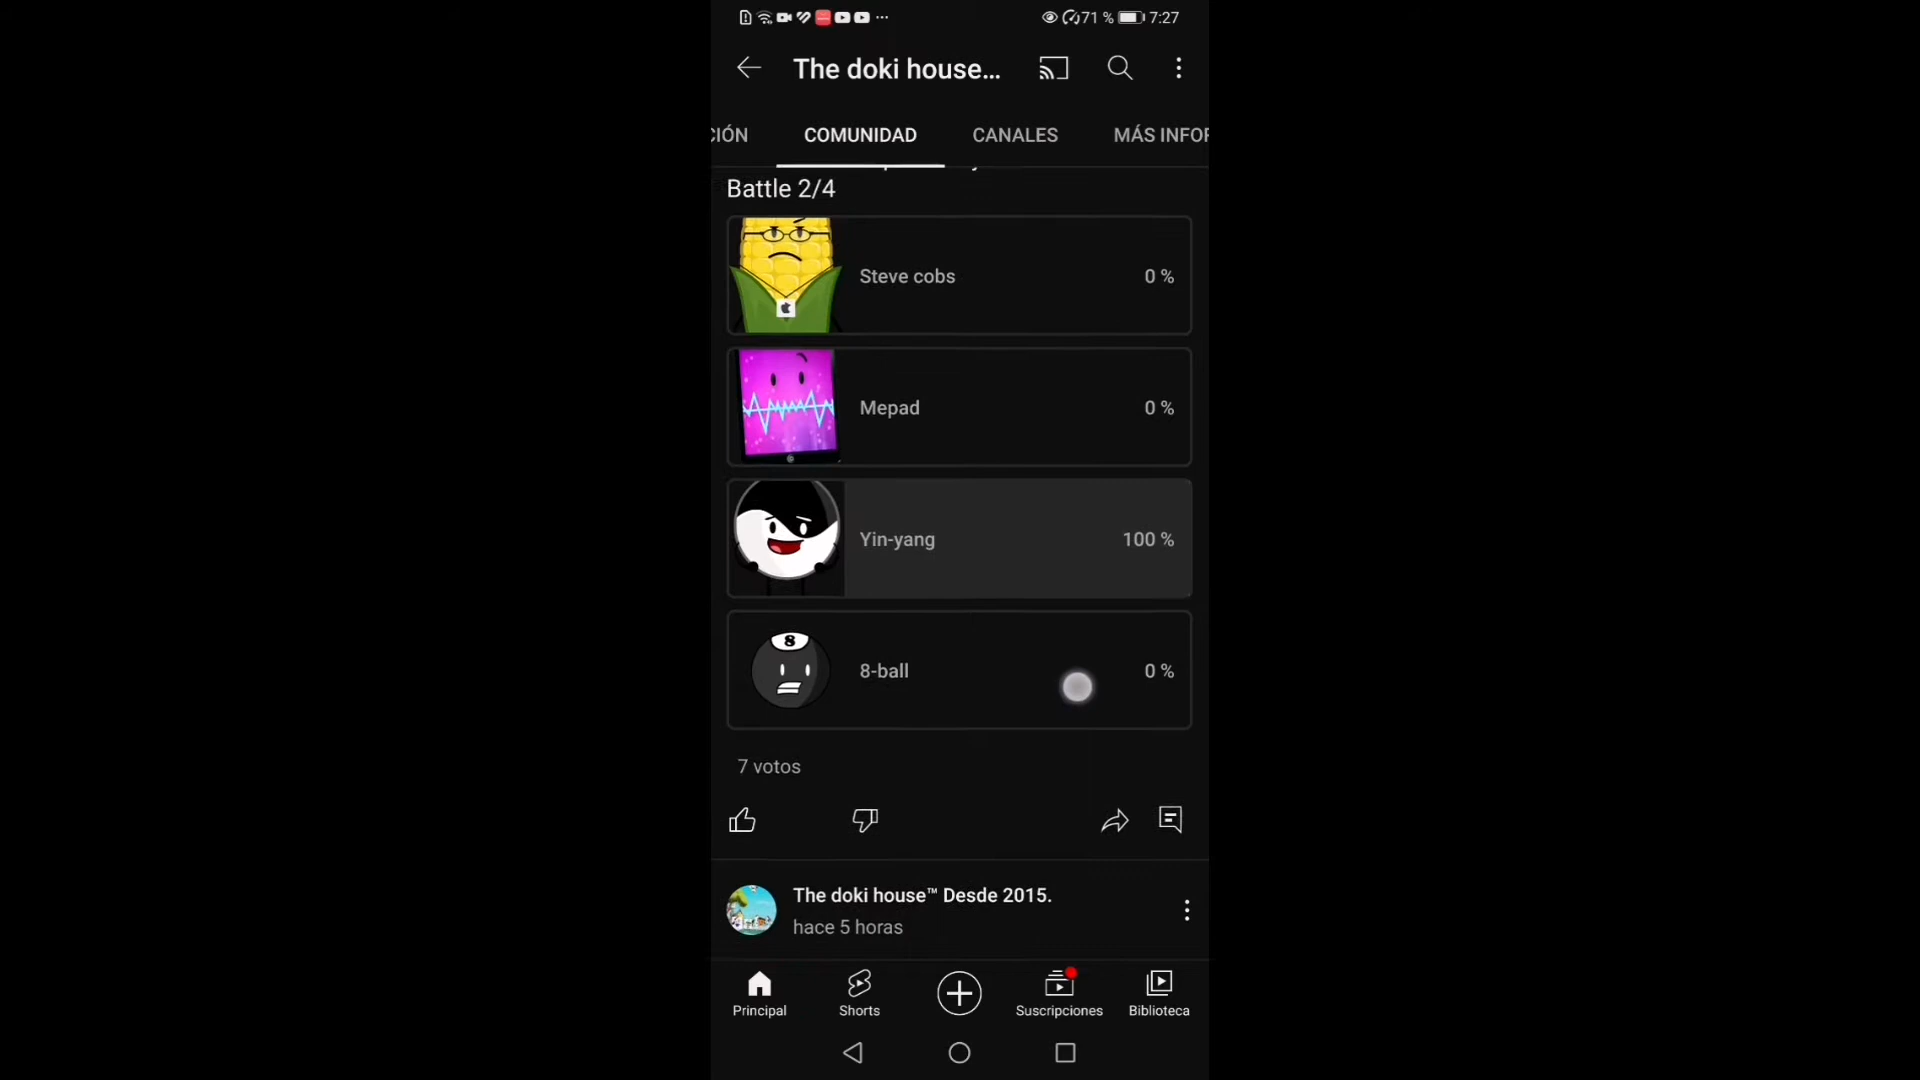 71 % 7:27
The doki house...
CIÓN COMUNIDAD CANALES MÁS INFOR
Battle 2/4
Steve cobs 0 %
Mepad 0 %
Yin-yang 100 %
8
8-ball 0 %
7 votos
The doki house™ Desde 2015.
hace 5 horas
Principal Shorts Suscripciones Biblioteca